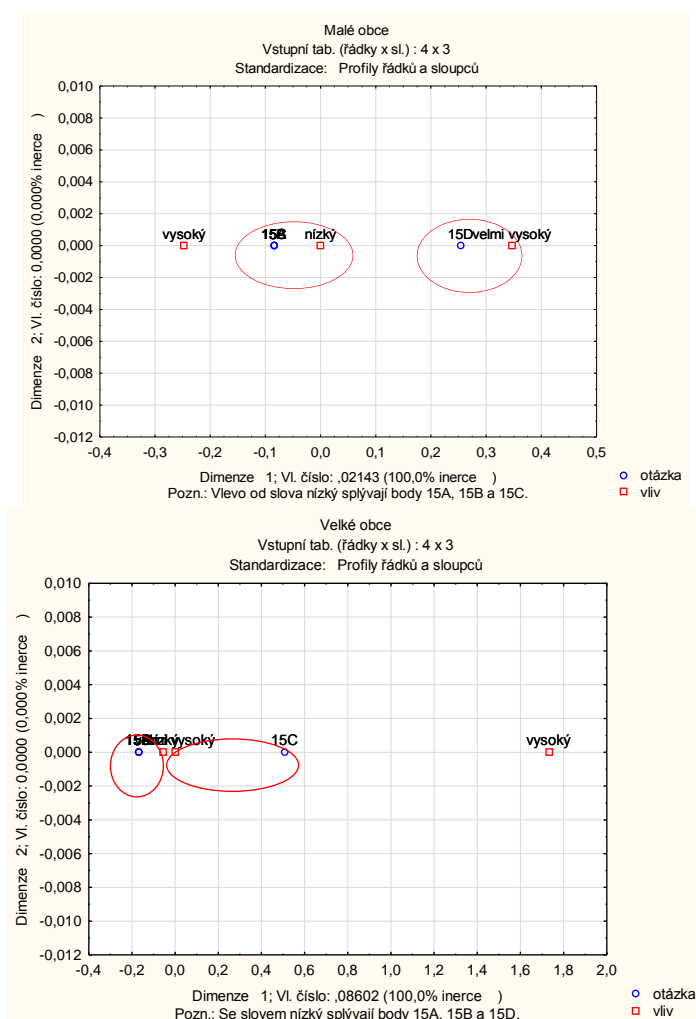 Malé obce
Vstupní tab. (řádky x sl.) : 4 x 3
Standardizace: Profily řádků a sloupců
0,010
0,008
0,006
0,004
0,002
0,000
-0,002
-0,004
-0,006
-0,008
-0,010
-0,012
Dimenze 2; Vl. číslo: 0,0000 (0,000% inerce )
vysoký
nízký
15D
velmi vysoký
-0,4
-0,3
-0,2
-0,1
0,0
0,1
0,2
0,3
0,4
0,5
Dimenze 1; Vl. číslo: ,02143 (100,0% inerce )
Pozn.: Vlevo od slova nízký splývají body 15A, 15B a 15C.
otázka
vliv
Velké obce
Vstupní tab. (řádky x sl.) : 4 x 3
Standardizace: Profily řádků a sloupců
0,010
0,008
0,006
0,004
0,002
0,000
-0,002
-0,004
-0,006
-0,008
-0,010
-0,012
Dimenze 2; Vl. číslo: 0,0000 (0,000% inerce )
vysoký
15C
vysoký
-0,4
-0,2
0,0
0,2
0,4
0,6
0,8
1,0
1,2
1,4
1,6
1,8
2,0
Dimenze 1; Vl. číslo: ,08602 (100,0% inerce )
Pozn.: Se slovem nízký splývají body 15A, 15B a 15D.
otázka
vliv